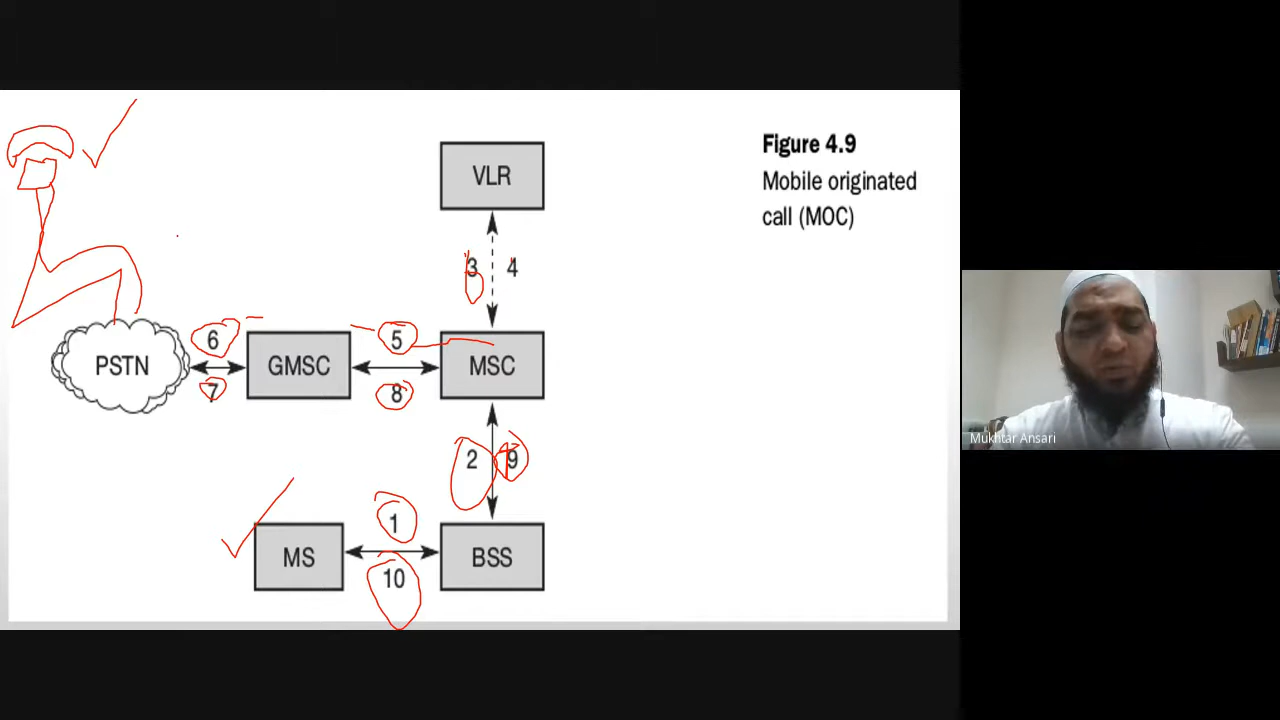 Figure 4.9
Mobile originated
call (MOC)
VLR
3 4
6
5
PSTN
GMSC
MSC
7
8
2 9
1
MS
BSS
10
Mukhtar Ansari